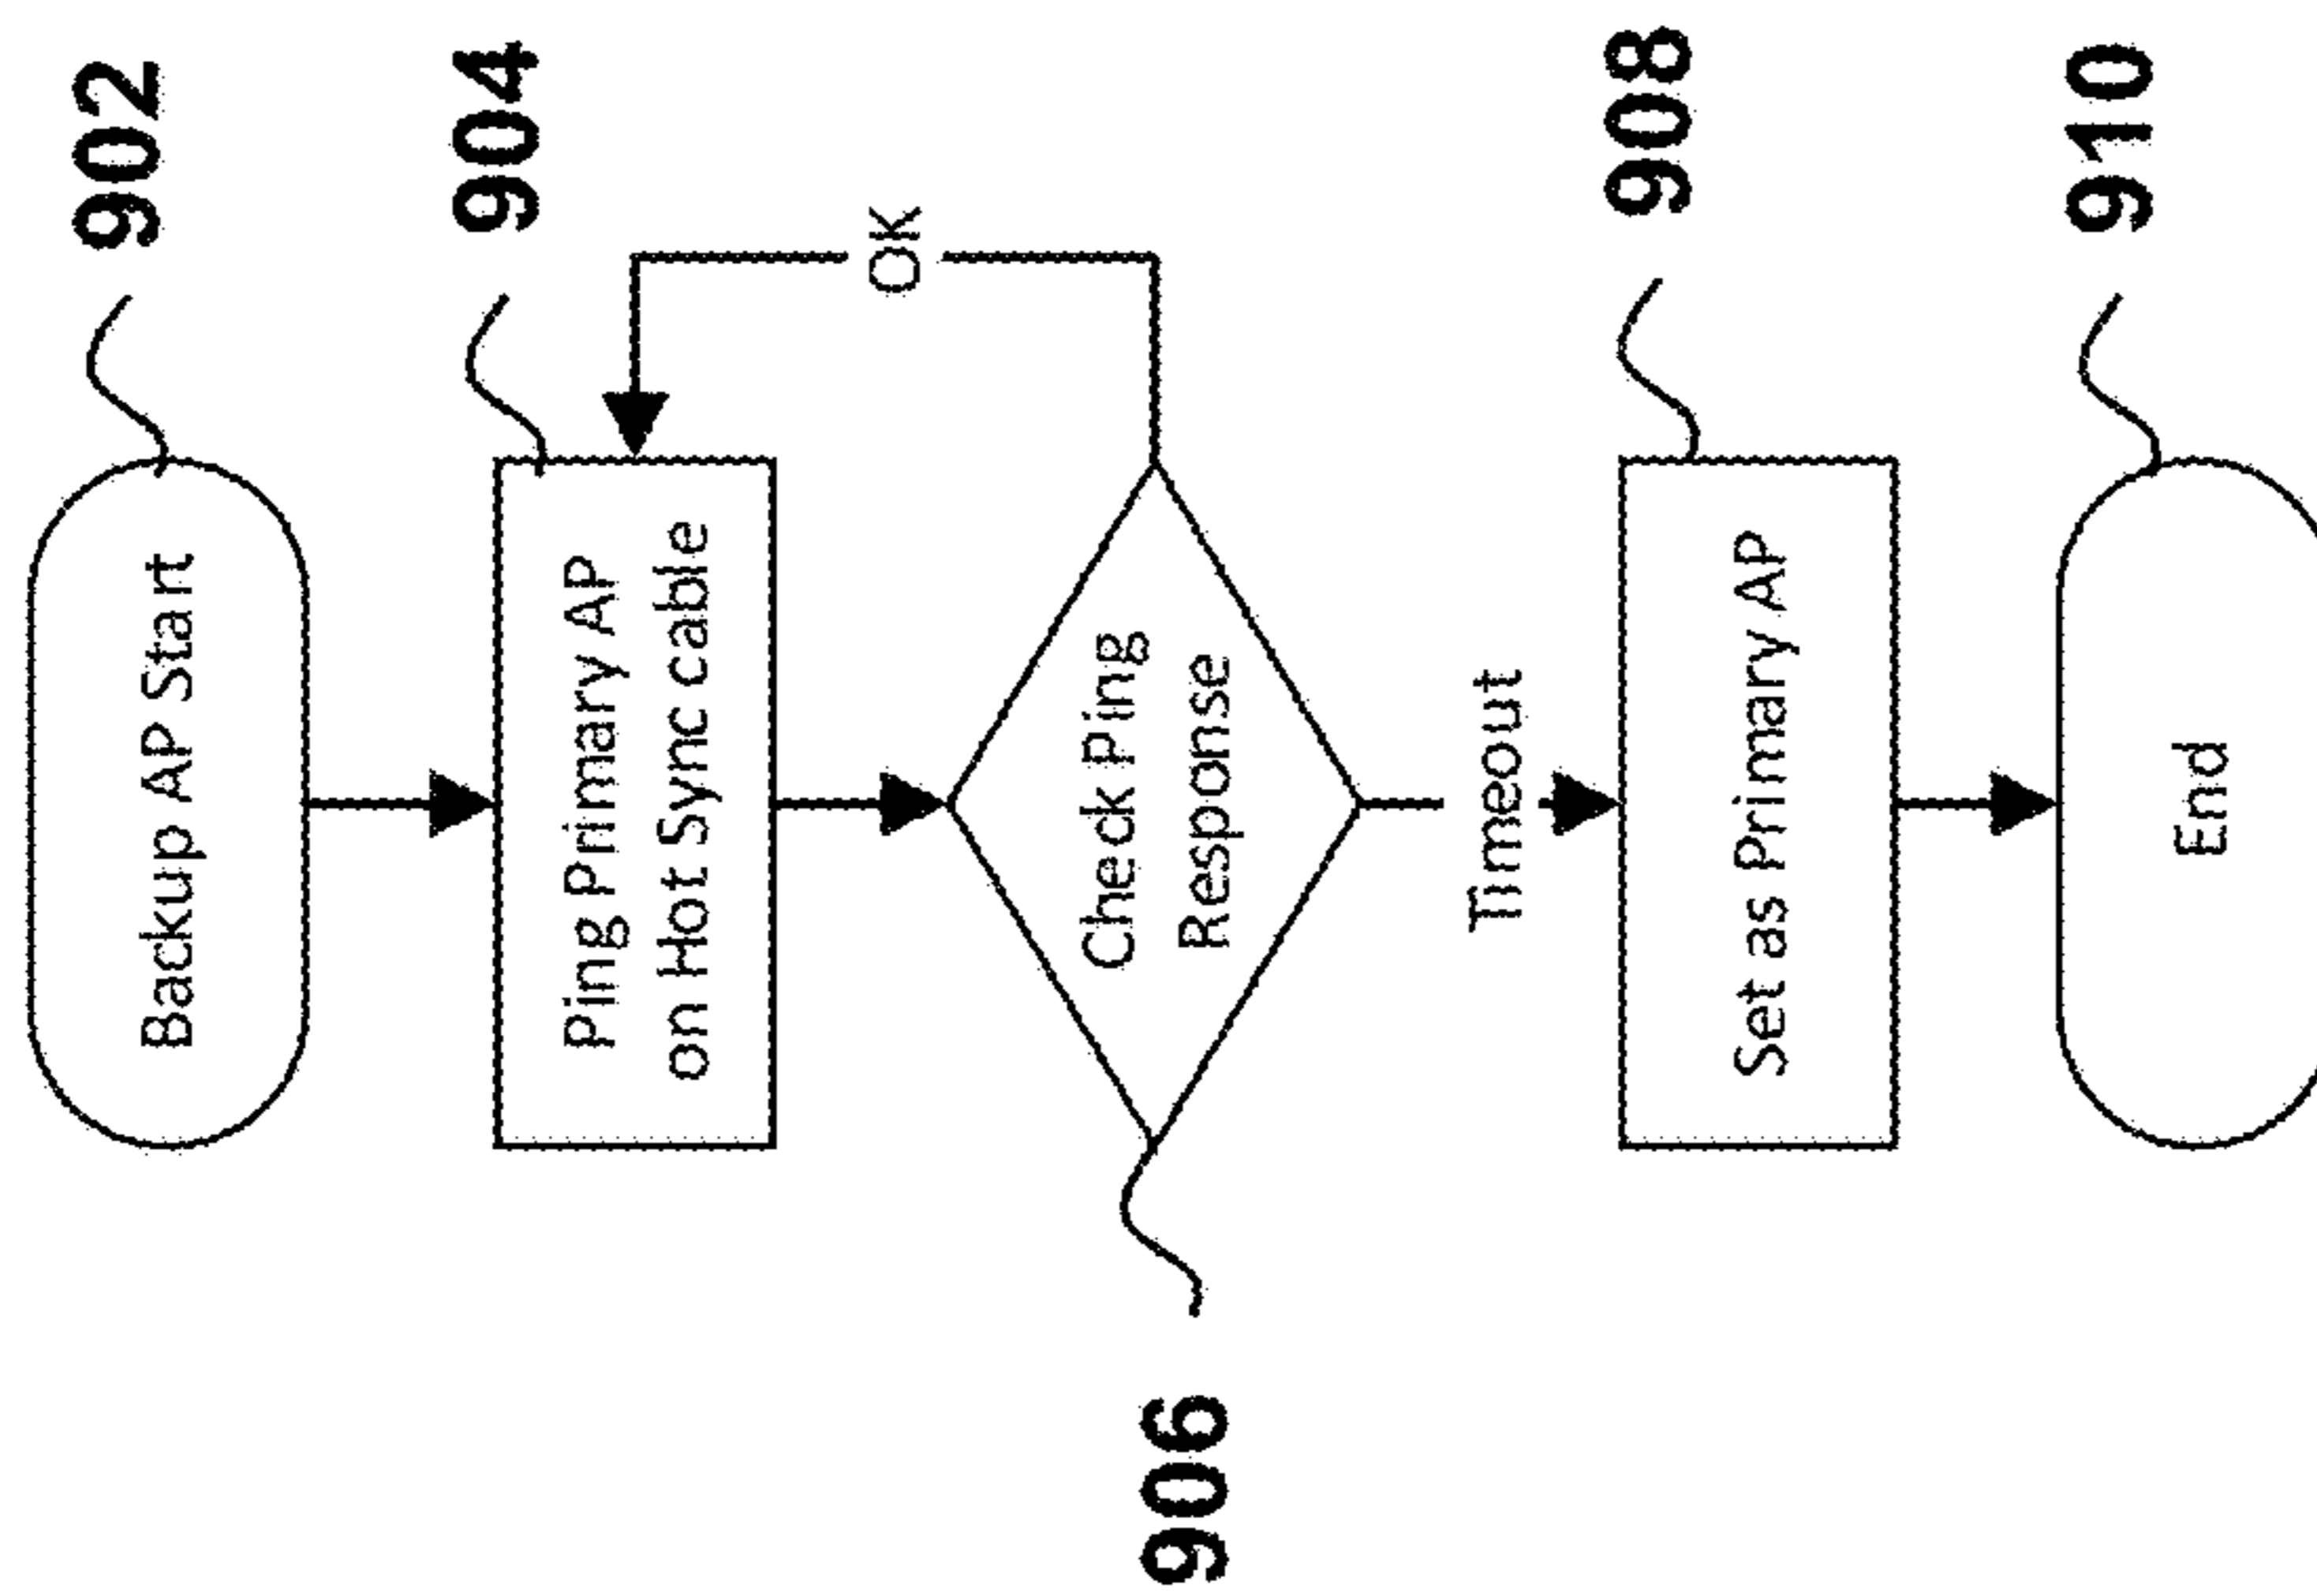 902
Backup AP Start
904
Ping Primary AP
on Hot Sync cable
OK
906
Check Ping
Response
Timeout
908
Set as Primary AP
910
End